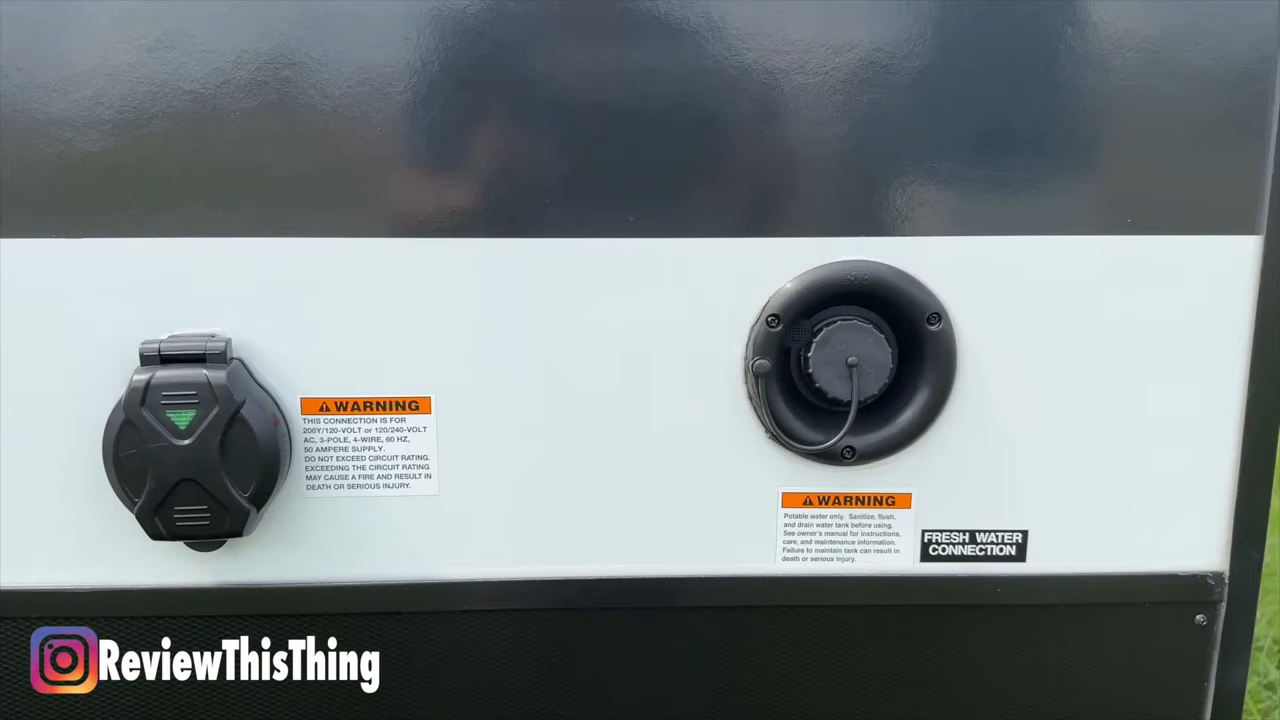 WARNING
THIS CONNECTION IS FOR
208Y/120-VOLT or 120/240-VOLT
AC, 3-POLE, 4-WIRE, 60 HZ,
50 AMPERE SUPPLY.
DO NOT EXCEED CIRCUIT RATING.
EXCEEDING THE CIRCUIT RATING
MAY CAUSE A FIRE AND RESULT IN
DEATH OR SERIOUS INJURY.
WARNING
Potable water only. Sanitize, flush,
and drain water tank before using.
See owner's manual for instructions,
care, and maintenance information.
Failure to maintain tank can result in
death or serious injury.
FRESH WATER
CONNECTION
ReviewThisThing